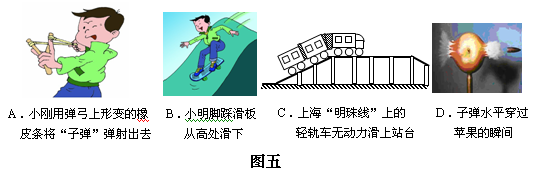 A．小刚用弹弓上形变的橡
皮条将“子弹”弹射出去
B．小明脚踩滑板
从高处滑下
C．上海“明珠线”上的
轻轨车无动力滑上站台
D．子弹水平穿过
苹果的瞬间
图五